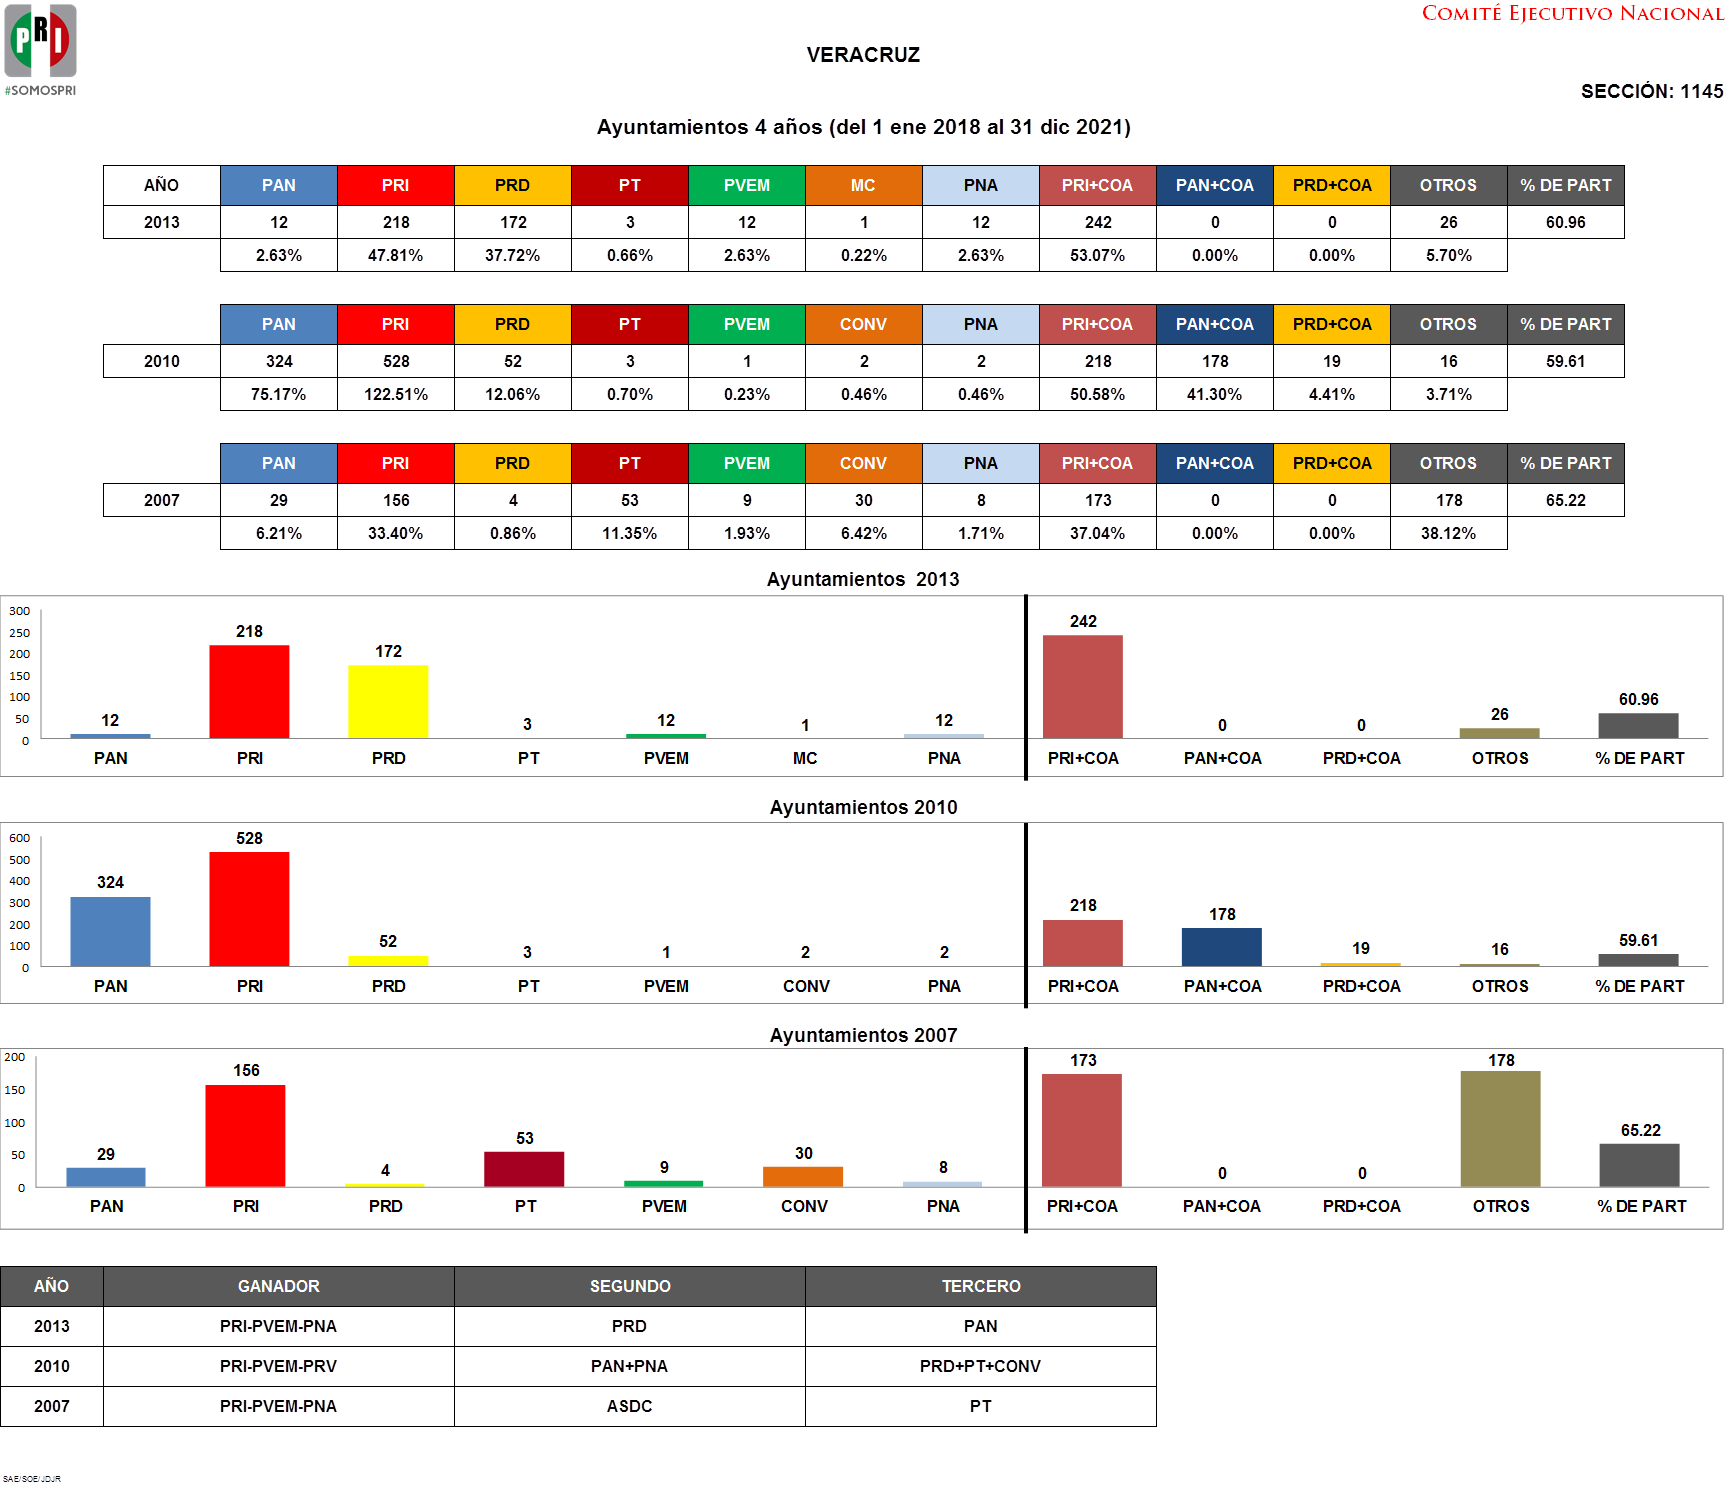 PRI
#SOMOSPRI
COMITÉ EJECUTIVO NACIONAL
VERACRUZ
SECCIÓN: 1145
Ayuntamientos 4 años (del 1 ene 2018 al 31 dic 2021)
AÑO PAN PRI PRD PT PVEM MC PNA PRI+COA PAN+COA PRD+COA OTROS % DE PART
2013 12 218 172 3 12 1 12 242 0 0 26 60.96
2.63% 47.81% 37.72% 0.66% 2.63% 0.22% 2.63% 53.07% 0.00% 0.00% 5.70%
PAN PRI PRD PT PVEM CONV PNA PRI+COA PAN+COA PRD+COA OTROS % DE PART
2010 324 528 52 3 1 2 2 218 178 19 16 59.61
75.17% 122.51% 12.06% 0.70% 0.23% 0.46% 0.46% 50.58% 41.30% 4.41% 3.71%
PAN PRI PRD PT PVEM CONV PNA PRI+COA PAN+COA PRD+COA OTROS % DE PART
2007 29 156 4 53 9 30 8 173 0 0 178 65.22
6.21% 33.40% 0.86% 11.35% 1.93% 6.42% 1.71% 37.04% 0.00% 0.00% 38.12%
Ayuntamientos 2013
300
250
200
150
100
50
0
12 218 172 3 12 1 12 242 0 0 26 60.96
PAN PRI PRD PT PVEM MC PNA PRI+COA PAN+COA PRD+COA OTROS % DE PART
Ayuntamientos 2010
600
500
400
300
200
100
0
324 528 52 3 1 2 2 218 178 19 16 59.61
PAN PRI PRD PT PVEM CONV PNA PRI+COA PAN+COA PRD+COA OTROS % DE PART
Ayuntamientos 2007
200
150
100
50
0
29 156 4 53 9 30 8 173 0 0 178 65.22
PAN PRI PRD PT PVEM CONV PNA PRI+COA PAN+COA PRD+COA OTROS % DE PART
AÑO GANADOR SEGUNDO TERCERO
2013 PRI-PVEM-PNA PRD PAN
2010 PRI-PVEM-PRV PAN+PNA PRD+PT+CONV
2007 PRI-PVEM-PNA ASDC PT
SAE/SOE/JDJR